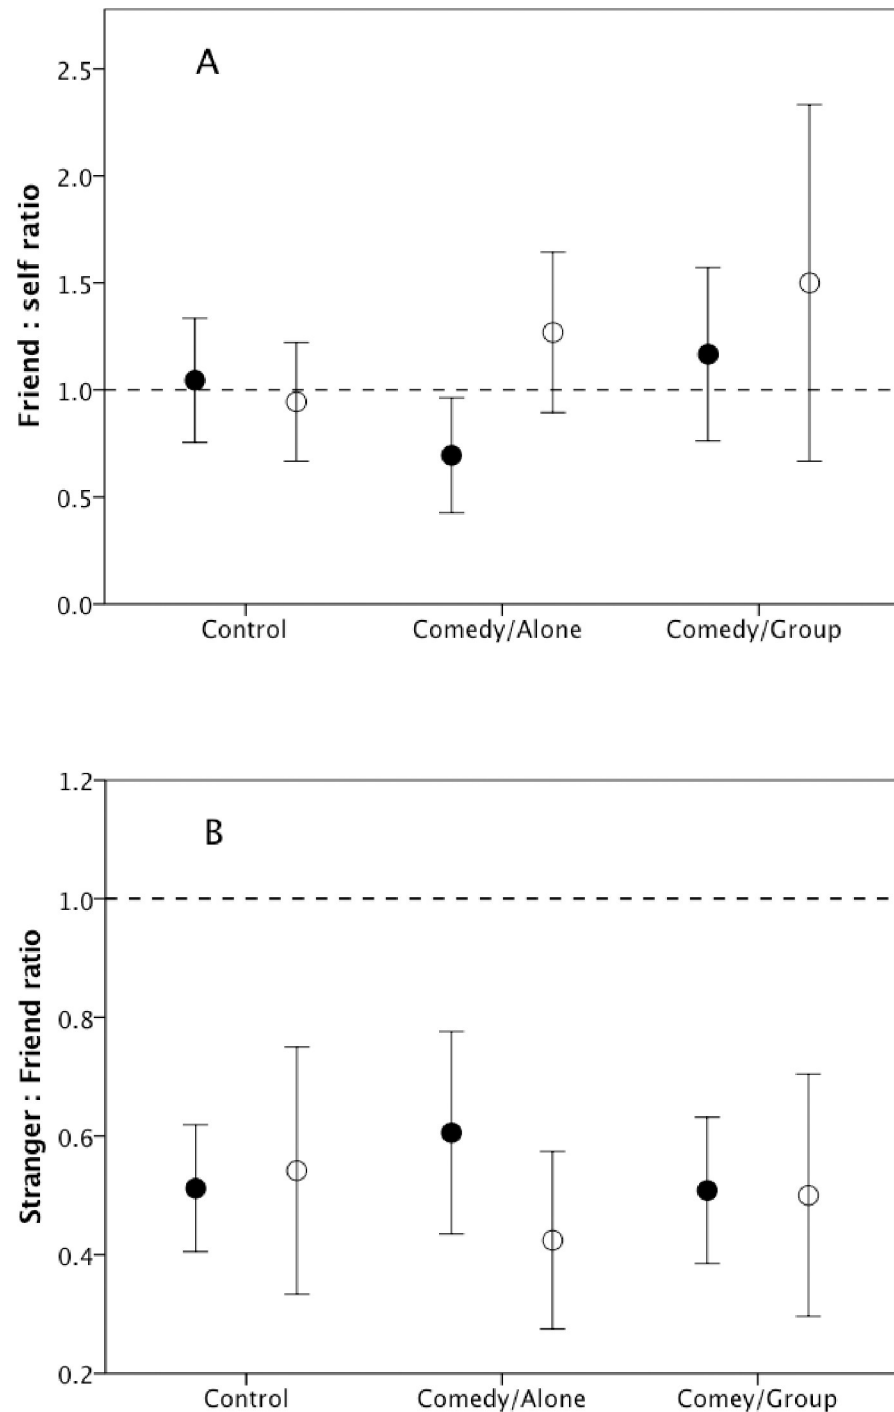 A
Friend : self ratio
2.5
2.0
1.5
1.0
0.5
0.0
Control Comedy/Alone Comedy/Group
B
Stranger : Friend ratio
1.2
1.0
0.8
0.6
0.4
0.2
Control Comedy/Alone Comey/Group